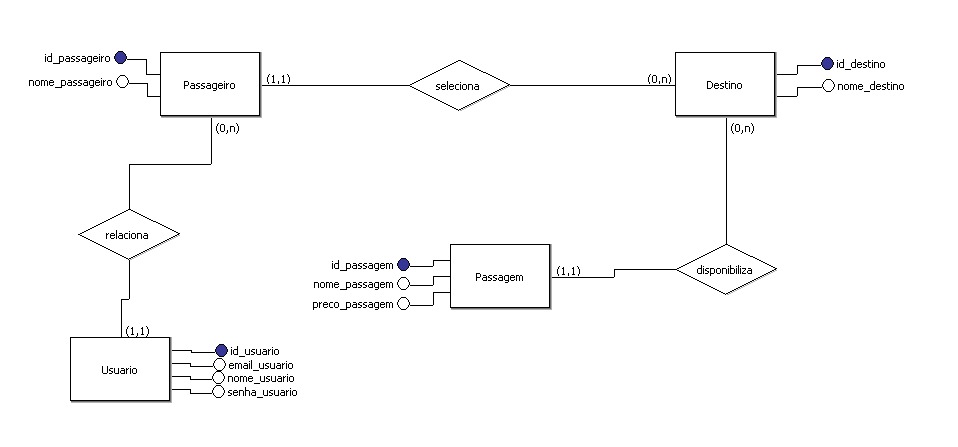 id_passageiro
nome_passageiro
Passageiro
(1,1)
seleciona
(0,n)
Destino
id_destino
nome_destino
(0,n)
(0,n)
relaciona
id_passagem
nome_passagem
preco_passagem
Passagem
(1,1)
disponibiliza
(1,1)
Usuario
id_usuario
email_usuario
nome_usuario
senha_usuario